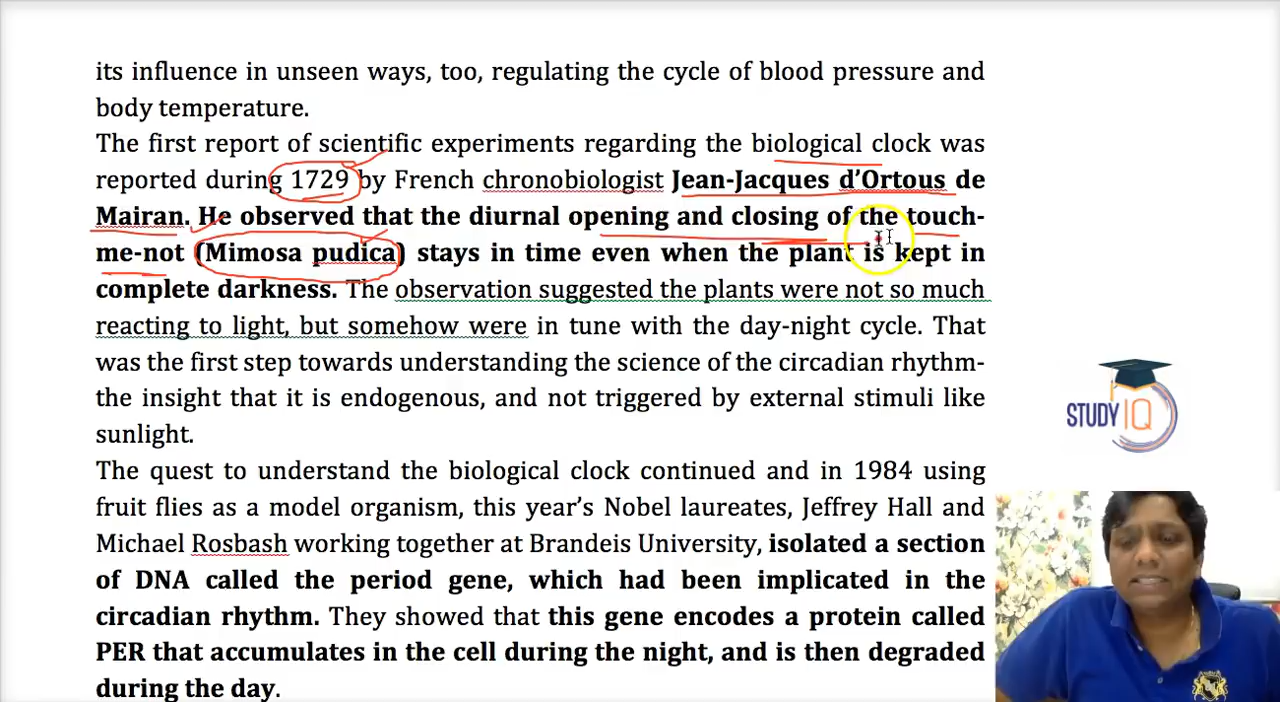 its influence in unseen ways, too, regulating the cycle of blood pressure and
body temperature.
The first report of scientific experiments regarding the biological clock was
reported during 1729 by French chronobiologist Jean-Jacques d’Ortous de
Mairan. He observed that the diurnal opening and closing of the touch-
me-not (Mimosa pudica) stays in time even when the plant is kept in
complete darkness. The observation suggested the plants were not so much
reacting to light, but somehow were in tune with the day-night cycle. That
was the first step towards understanding the science of the circadian rhythm-
the insight that it is endogenous, and not triggered by external stimuli like
sunlight.
The quest to understand the biological clock continued and in 1984 using
fruit flies as a model organism, this year’s Nobel laureates, Jeffrey Hall and
Michael Rosbash working together at Brandeis University, isolated a section
of DNA called the period gene, which had been implicated in the
circadian rhythm. They showed that this gene encodes a protein called
PER that accumulates in the cell during the night, and is then degraded
during the day.
STUDY IQ